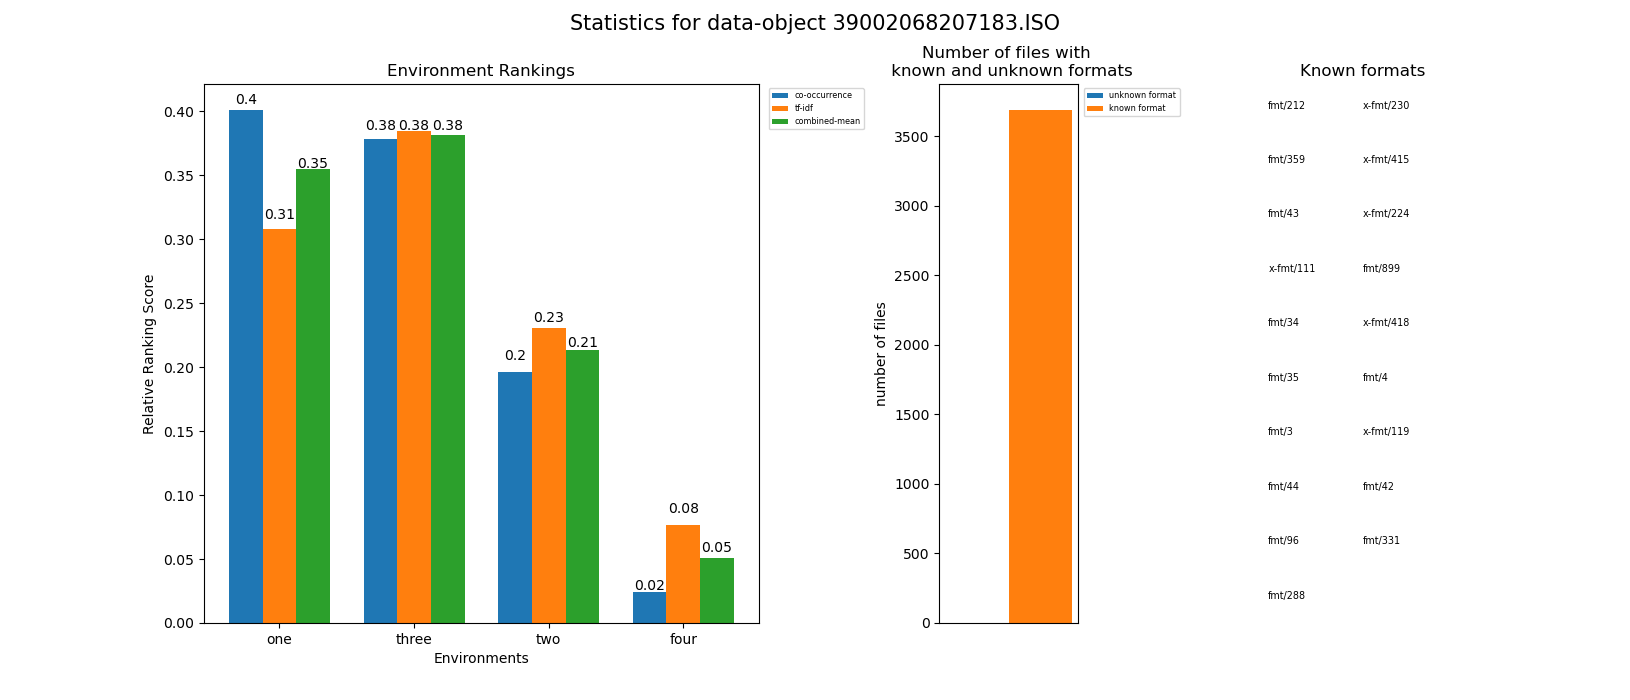 Statistics for data-object 39002068207183.ISO
Environment Rankings
0.40
0.35
0.30
0.25
0.20
0.15
0.10
0.05
0.00
Relative Ranking Score
0.4
0.31
0.35
0.38
0.38
0.38
0.2
0.23
0.21
0.02
0.08
0.05
one
three
two
four
Environments
co-occurrence
tf-idf
combined-mean
Number of files with
known and unknown formats
3500
3000
2500
2000
1500
1000
500
0
number of files
unknown format
known format
Known formats
fmt/212
x-fmt/230
fmt/359
x-fmt/415
fmt/43
x-fmt/224
x-fmt/111
fmt/899
fmt/34
x-fmt/418
fmt/35
fmt/4
fmt/3
x-fmt/119
fmt/44
fmt/42
fmt/96
fmt/331
fmt/288